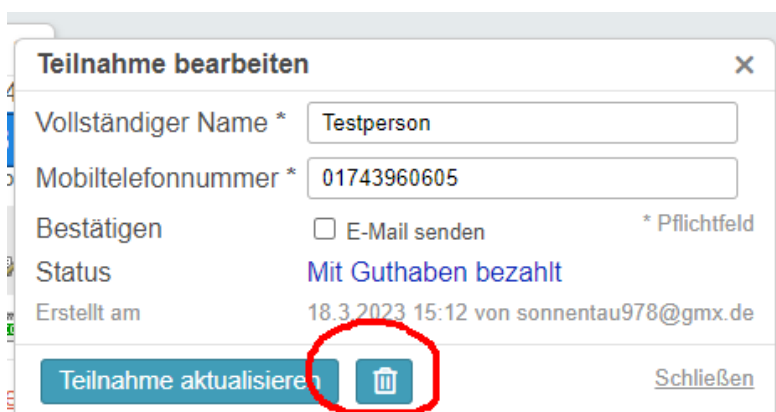 Teilnahme bearbeiten
Vollständiger Name * Testperson
Mobiltelefonnummer * 01743960605
Bestätigen E-Mail senden * Pflichtfeld
Status Mit Guthaben bezahlt
Erstellt am 18.3.2023 15:12 von sonnentau978@gmx.de
Teilnahme aktualisieren Schließen